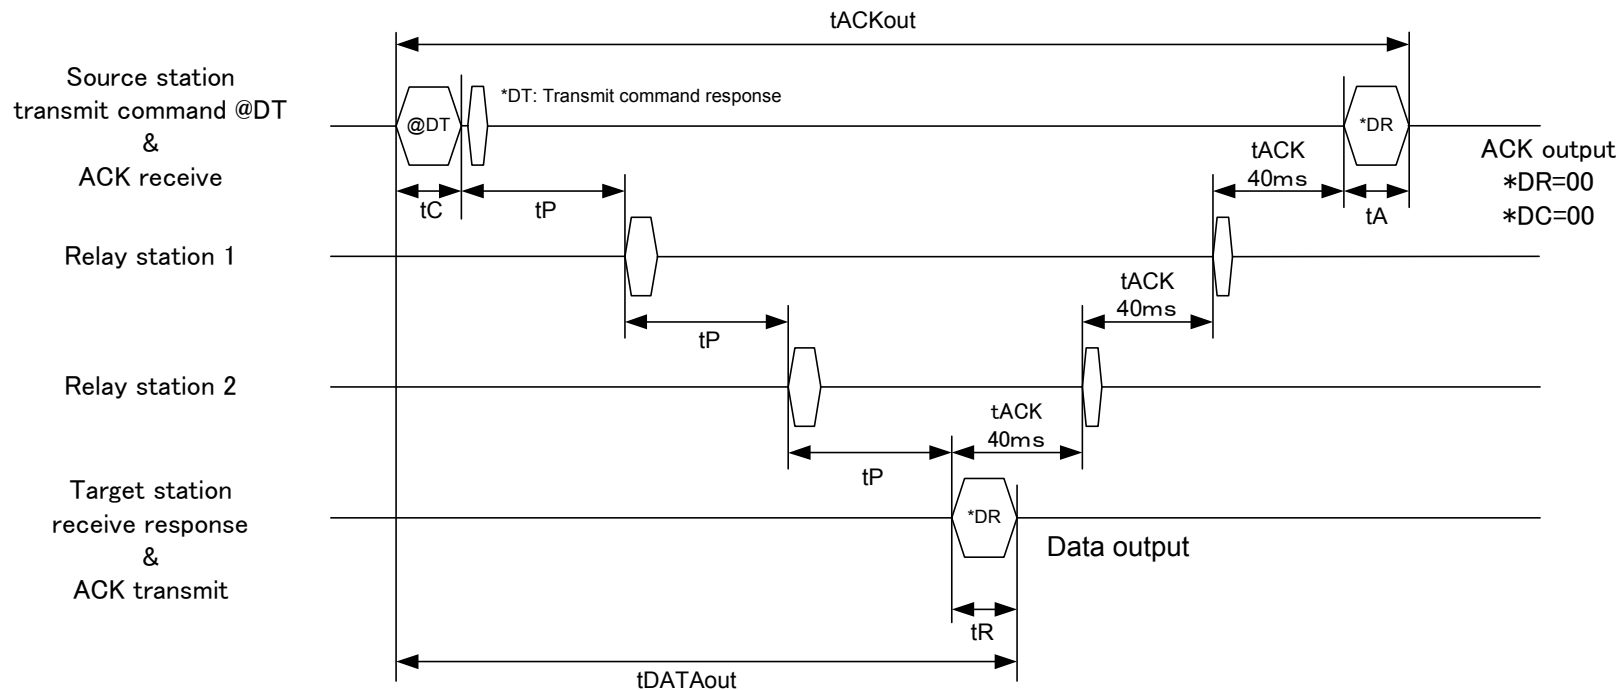 tACKout
Source station
transmit command @DT
&
ACK receive
@DT
*DT: Transmit command response
*DR
ACK output
*DR=00
*DC=00
tC
tP
tACK
40ms
tA
Relay station 1
tP
tACK
40ms
Relay station 2
tP
tACK
40ms
Target station
receive response
&
ACK transmit
*DR
Data output
tR
tDATAout